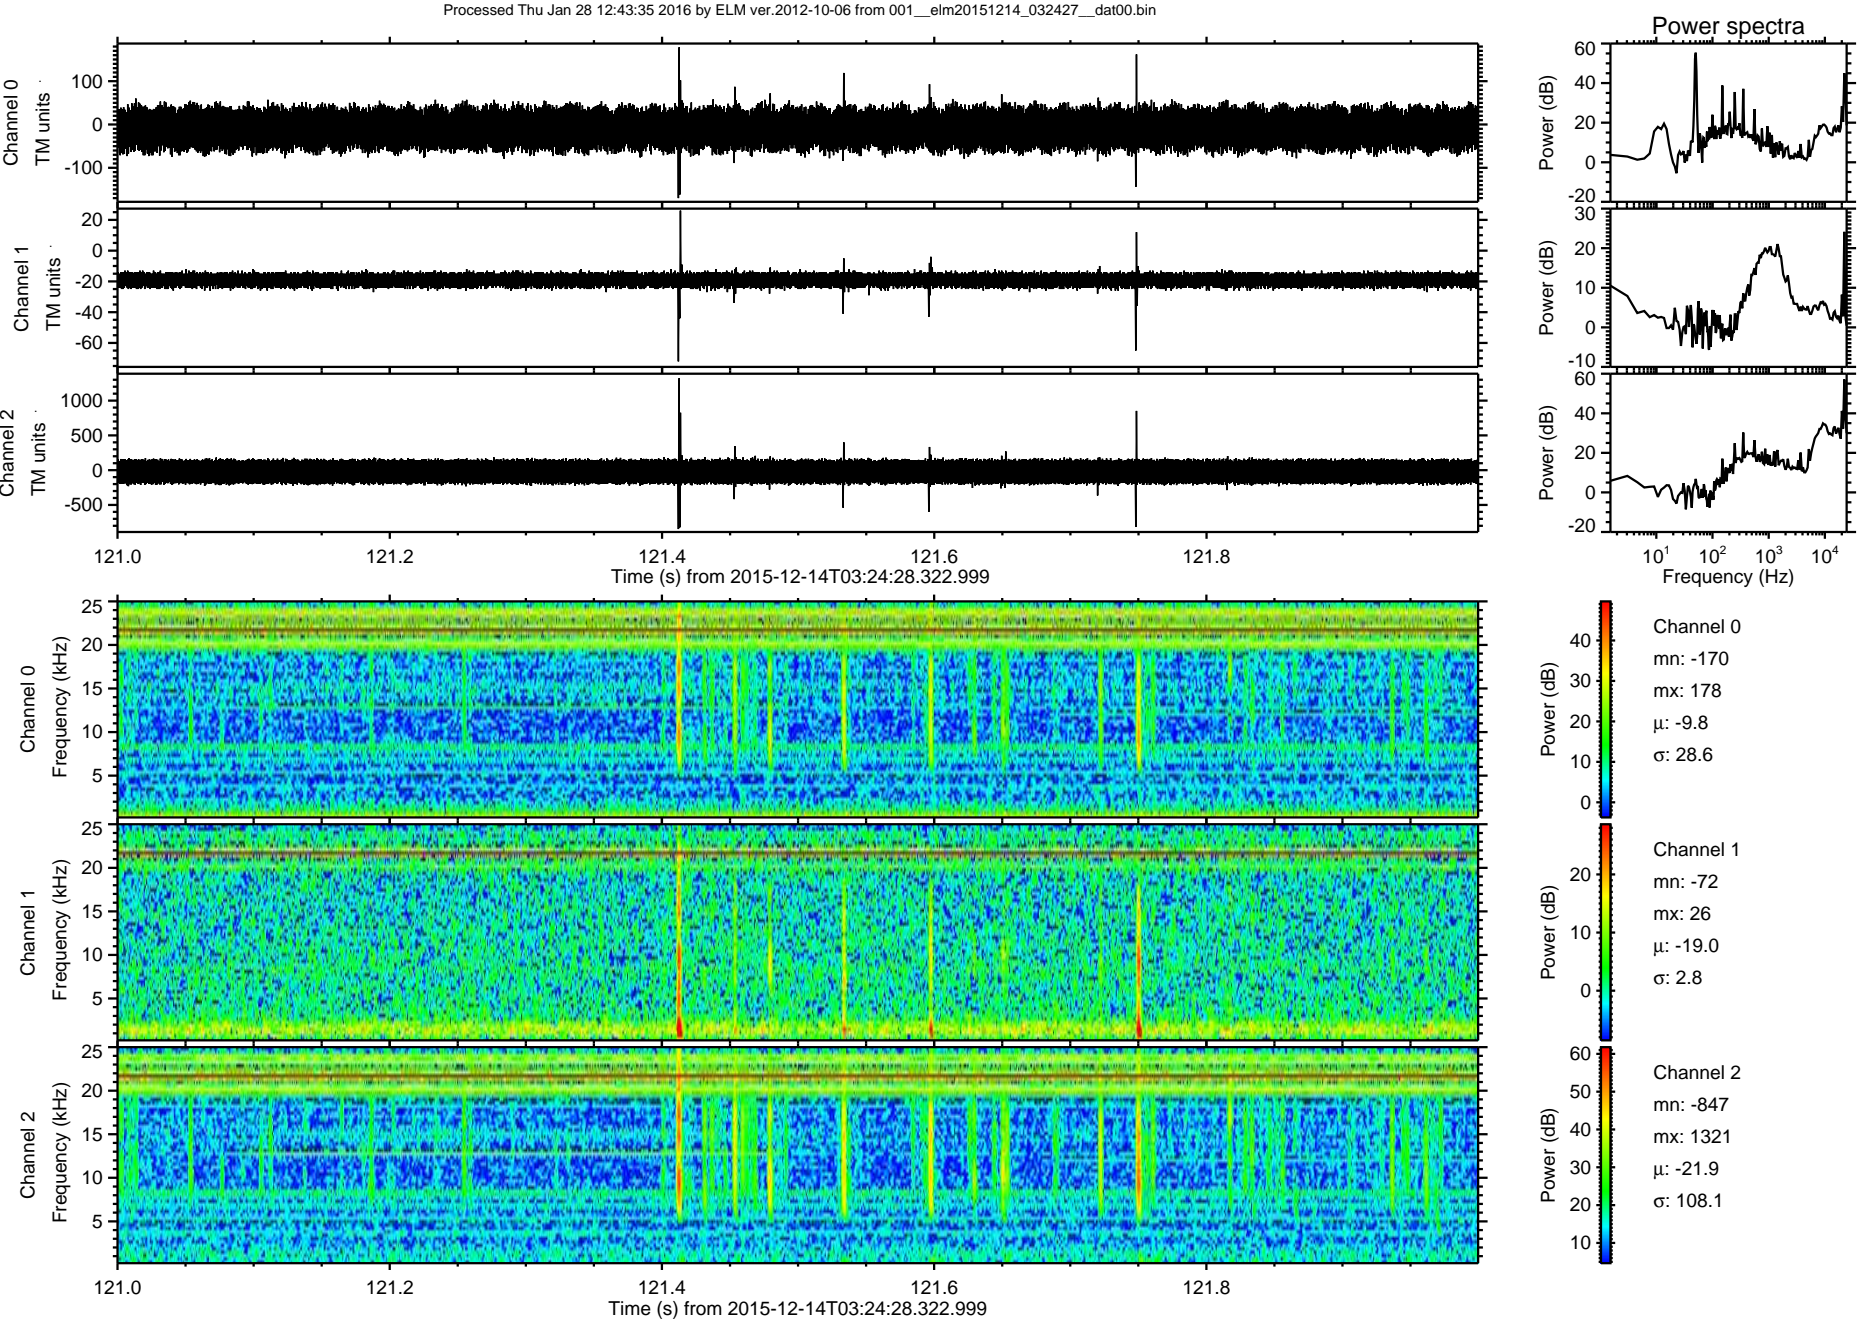 Processed Thu Jan 28 12:43:35 2016 by ELM ver.2012-10-06 from 001__elm20151214_032427__dat00.bin
Power spectra
Channel 0
TM units
100
0
-100
Power (dB)
60
40
20
0
-20
Channel 1
TM units
20
0
-20
-40
-60
Power (dB)
30
20
10
0
-10
Channel 2
TM units
1000
500
0
-500
Power (dB)
60
40
20
0
-20
121.0 121.2 121.4 121.6 121.8
Time (s) from 2015-12-14T03:24:28.322.999
10^1 10^2 10^3 10^4
Frequency (Hz)
Channel 0
Frequency (kHz)
25
20
15
10
5
Power (dB)
40
30
20
10
0
Channel 0
mn: -170
mx: 178
μ: -9.8
σ: 28.6
Channel 1
Frequency (kHz)
25
20
15
10
5
Power (dB)
20
10
0
Channel 1
mn: -72
mx: 26
μ: -19.0
σ: 2.8
Channel 2
Frequency (kHz)
25
20
15
10
5
Power (dB)
60
50
40
30
20
10
Channel 2
mn: -847
mx: 1321
μ: -21.9
σ: 108.1
121.0 121.2 121.4 121.6 121.8
Time (s) from 2015-12-14T03:24:28.322.999